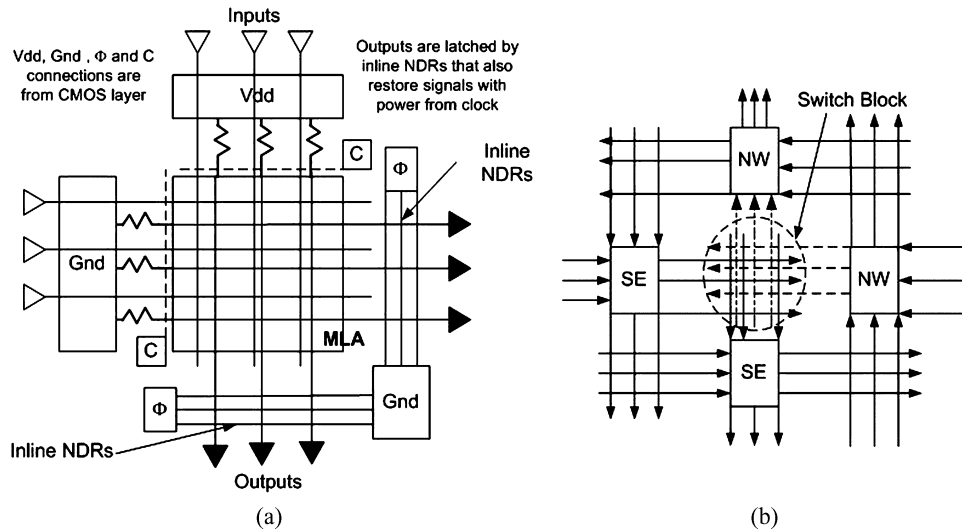 Inputs
Vdd, Gnd , Φ and C
connections are
from CMOS layer
Outputs are latched by
inline NDRs that also
restore signals with
power from clock
Vdd
C
Φ
Inline
NDRs
Gnd
C
MLA
Φ
Gnd
Inline NDRs
Outputs
(a)
Switch Block
NW
SE
NW
SE
(b)